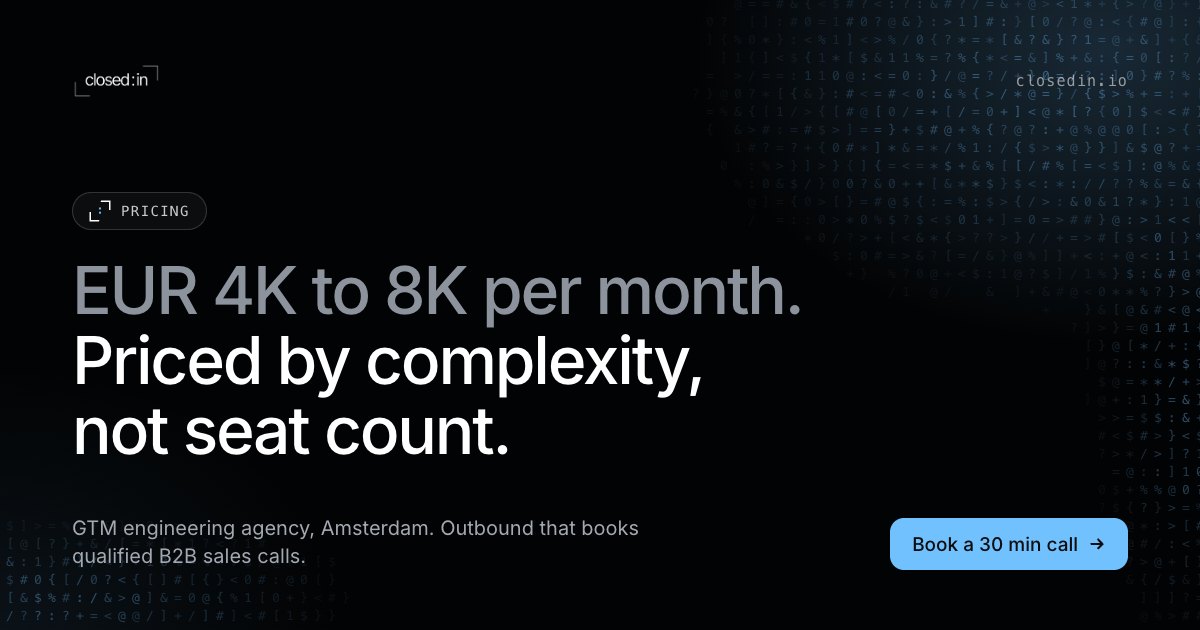 closed:in
closedin.io
PRICING
EUR 4K to 8K per month.
Priced by complexity,
not seat count.
GTM engineering agency, Amsterdam. Outbound that books
qualified B2B sales calls.
Book a 30 min call →